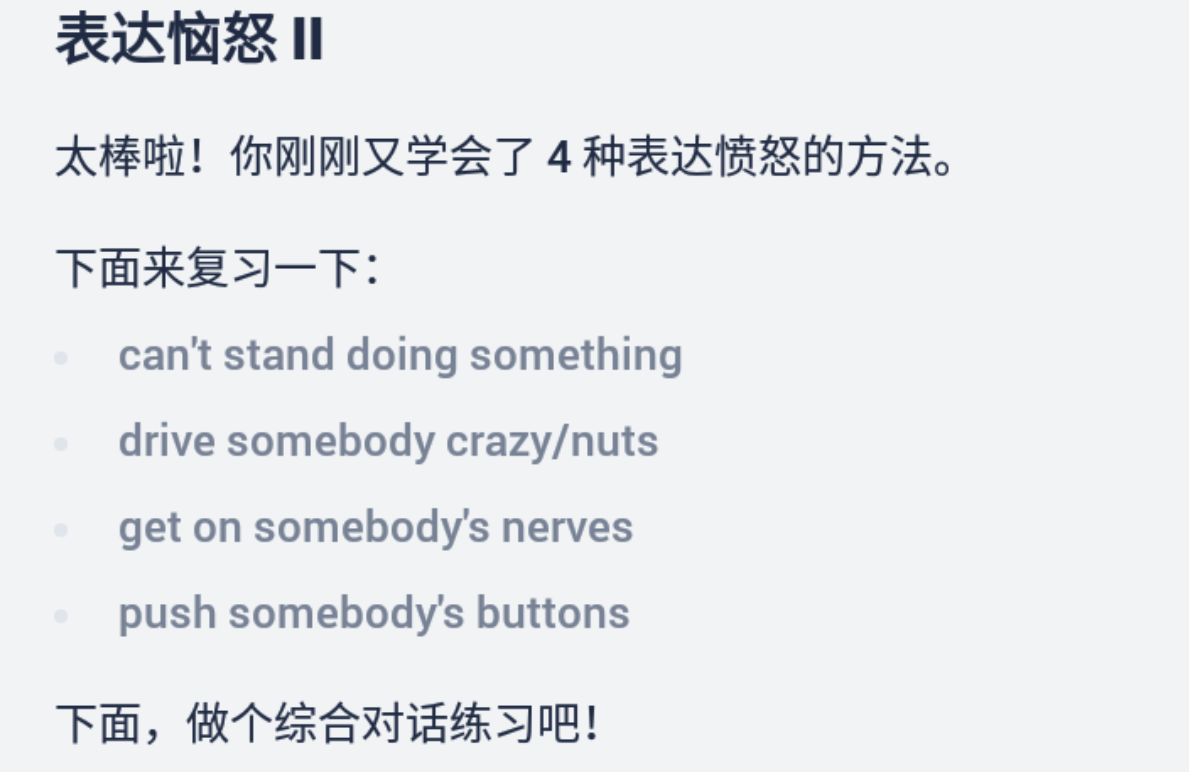 表达恼怒 II
太棒啦！你刚刚又学会了 4 种表达愤怒的方法。
下面来复习一下：
can't stand doing something
drive somebody crazy/nuts
get on somebody's nerves
push somebody's buttons
下面，做个综合对话练习吧！